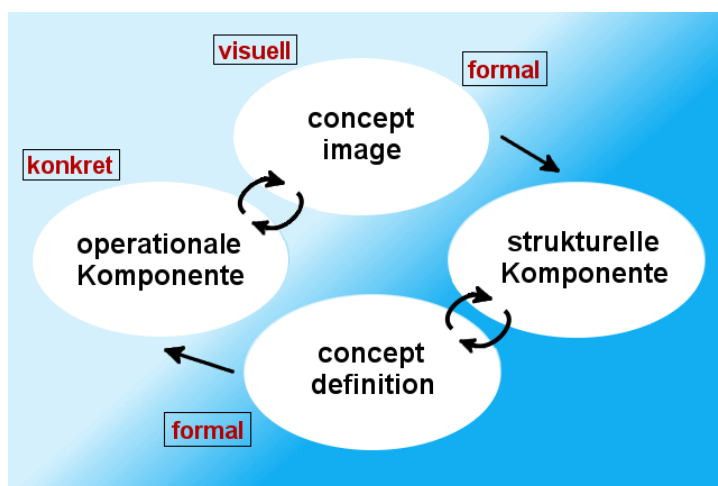 visuell
formal
concept
image
konkret
operationale
Komponente
strukturelle
Komponente
concept
definition
formal